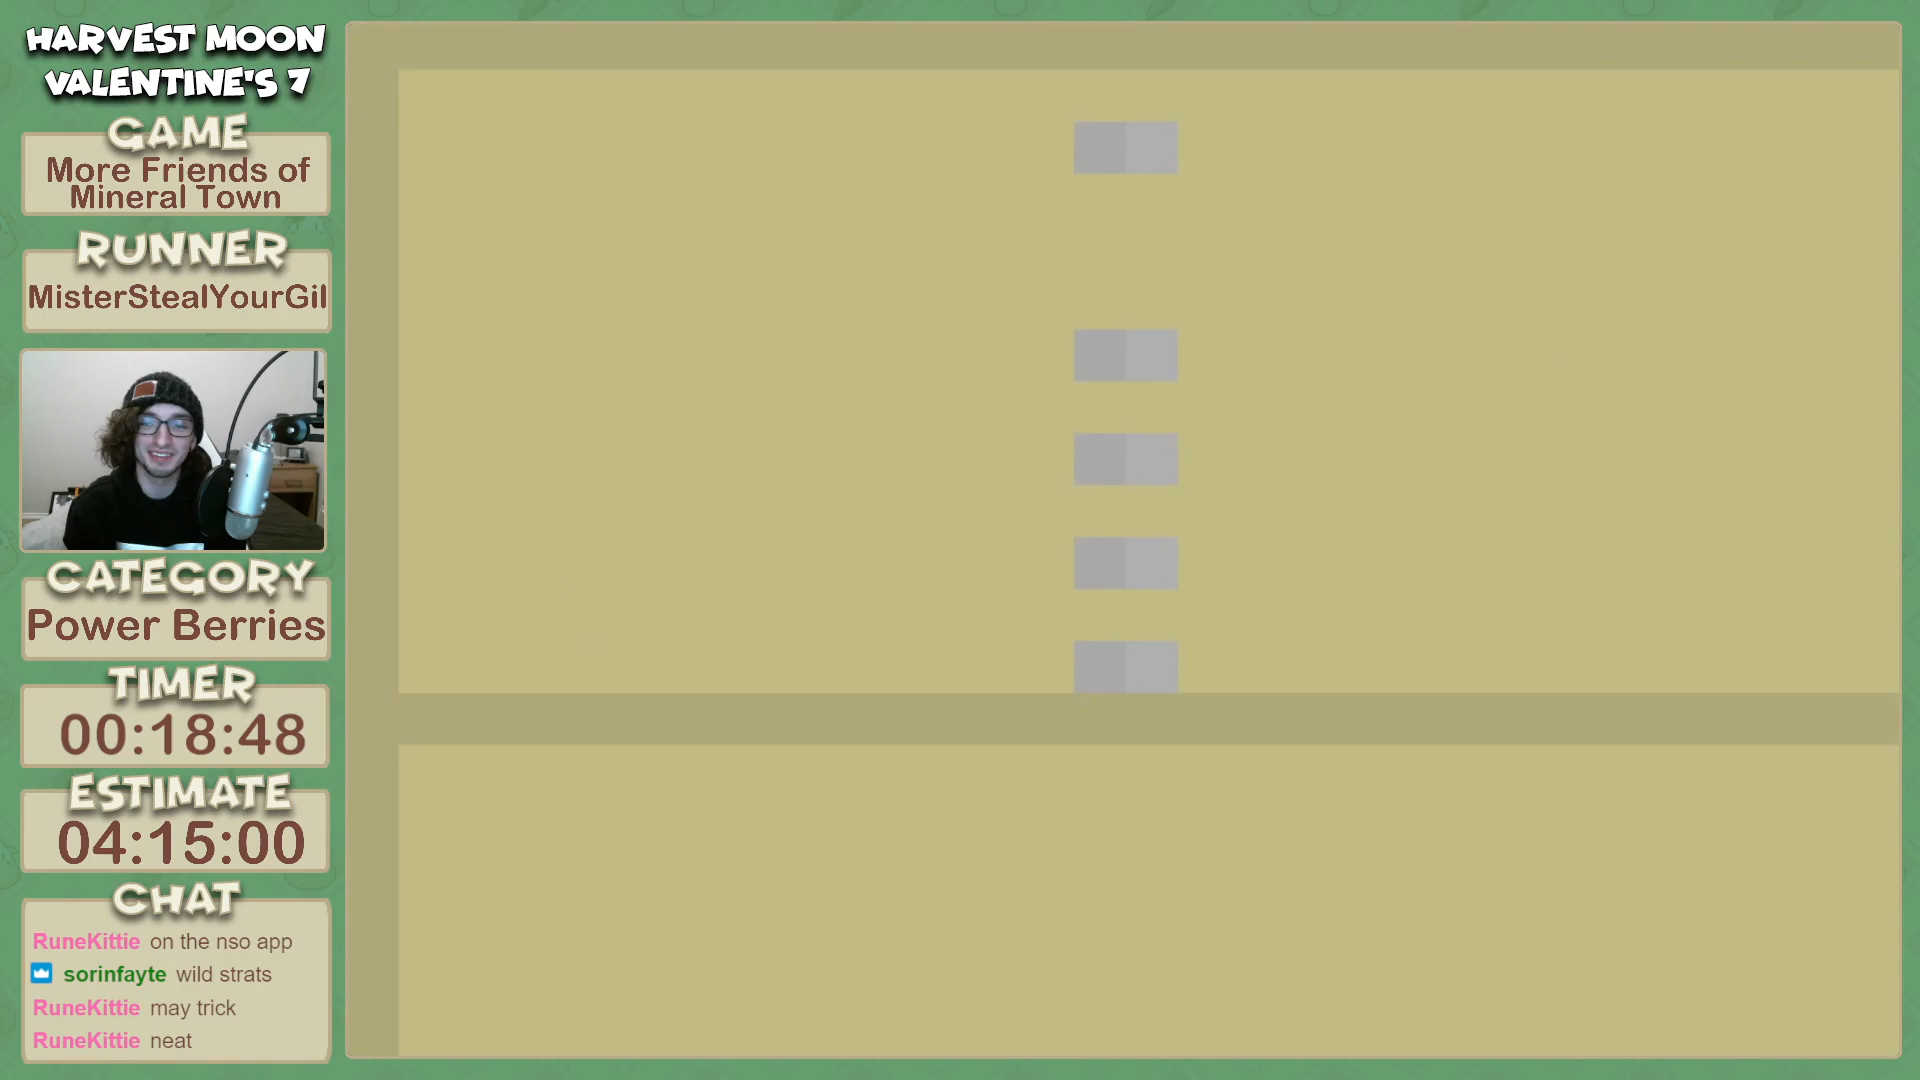 HARVEST MOON
VALENTINE'S 7
GAME
More Friends of
Mineral Town
RUNNER
MisterStealYourGil
CATEGORY
Power Berries
TIMER
00:18:48
ESTIMATE
04:15:00
CHAT
RuneKittie on the nso app
sorinfayte wild strats
RuneKittie may trick
RuneKittie neat